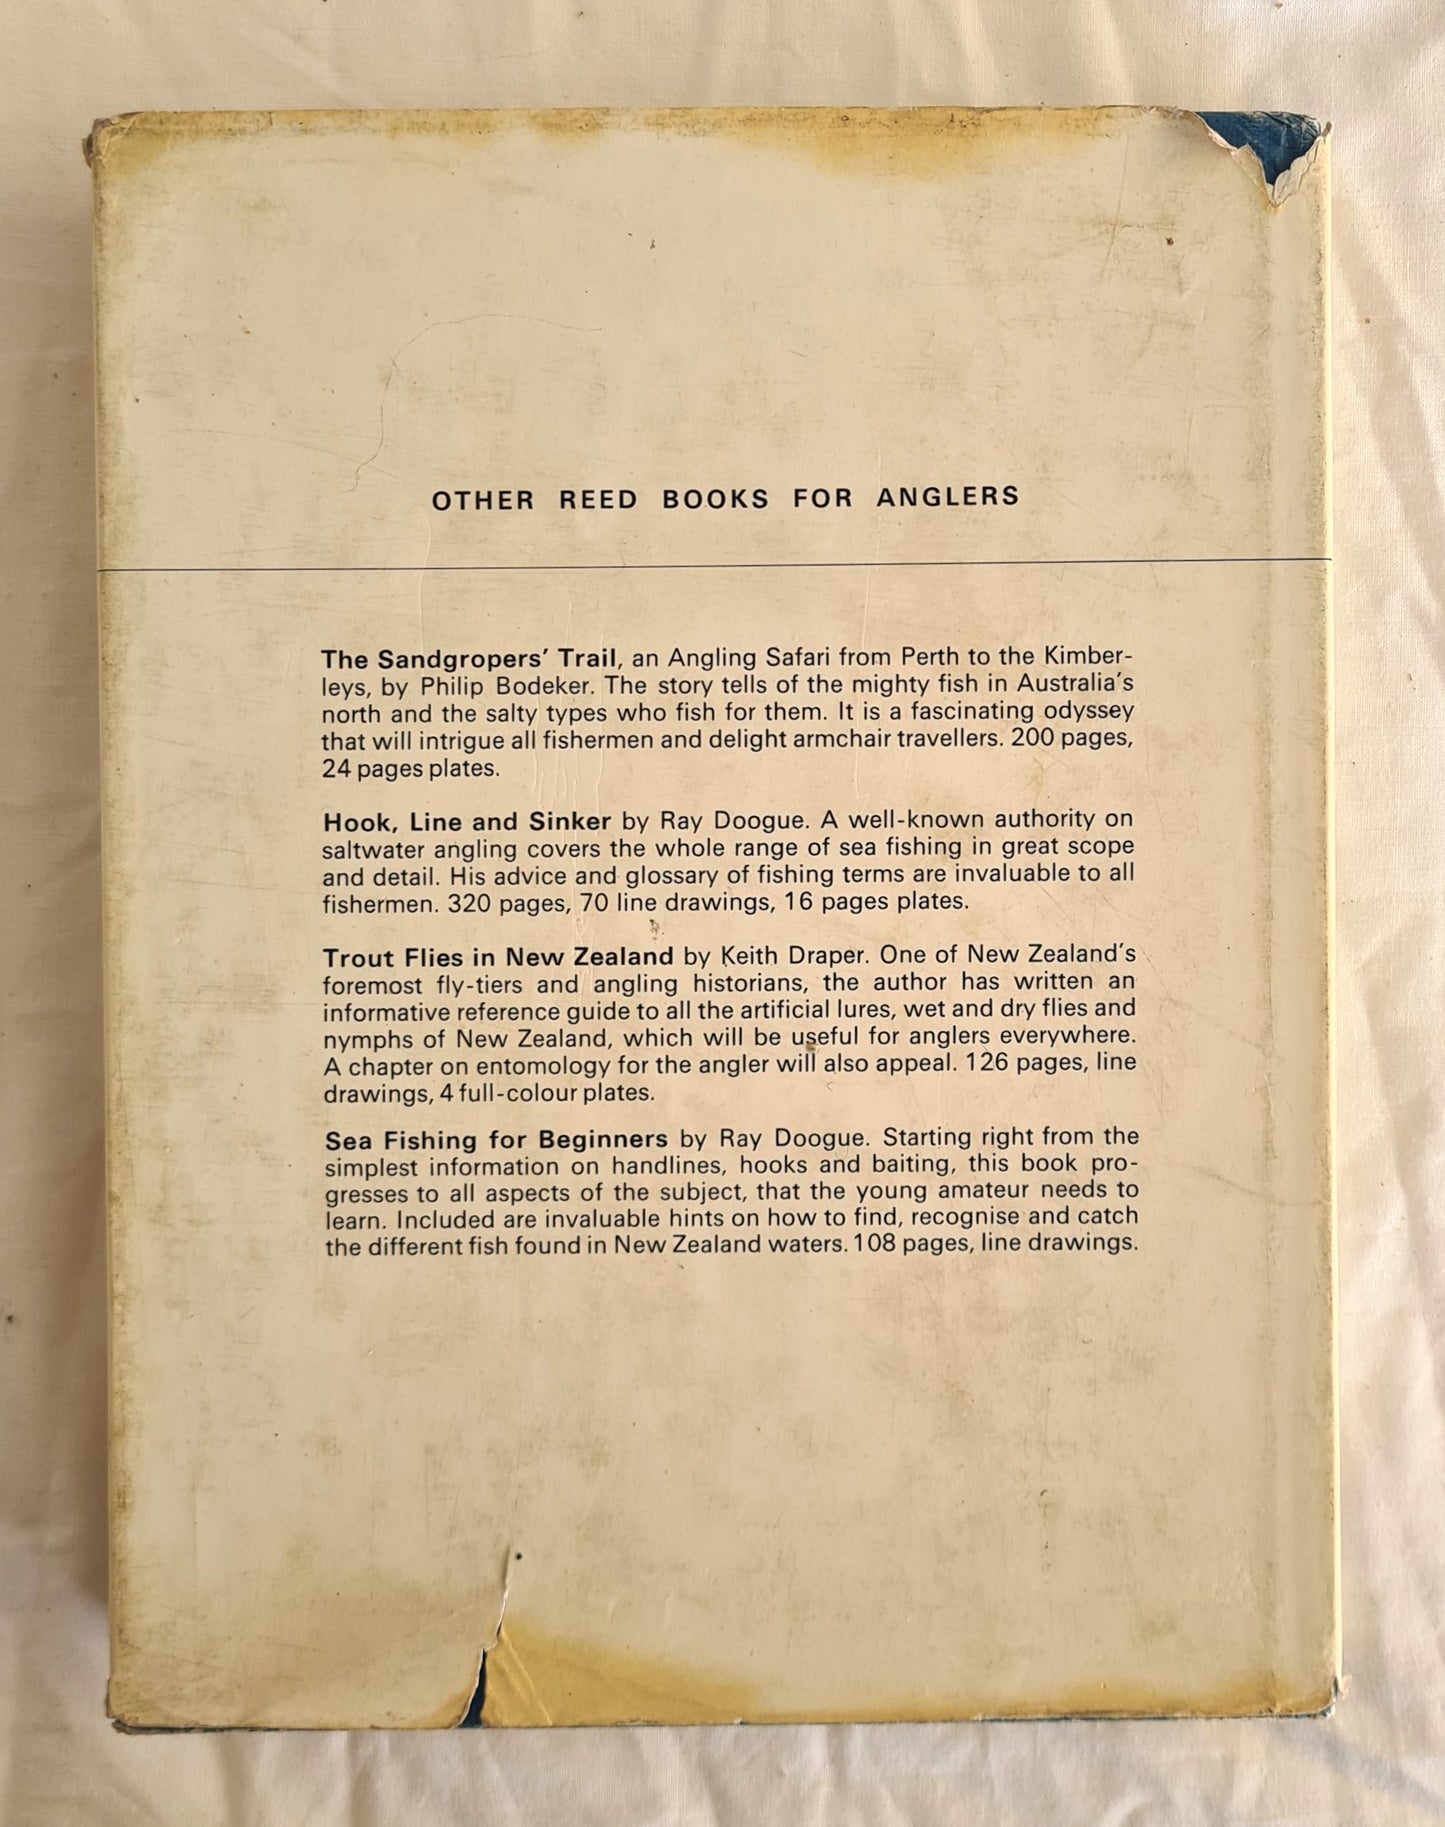 OTHER REED BOOKS FOR ANGLERS
The Sandgropers' Trail, an Angling Safari from Perth to the Kimber-
leys, by Philip Bodeker. The story tells of the mighty fish in Australia's
north and the salty types who fish for them. It is a fascinating odyssey
that will intrigue all fishermen and delight armchair travellers. 200 pages,
24 pages plates.
Hook, Line and Sinker by Ray Doogue. A well-known authority on
saltwater angling covers the whole range of sea fishing in great scope
and detail. His advice and glossary of fishing terms are invaluable to all
fishermen. 320 pages, 70 line drawings, 16 pages plates.
Trout Flies in New Zealand by Keith Draper. One of New Zealand's
foremost fly-tiers and angling historians, the author has written an
informative reference guide to all the artificial lures, wet and dry flies and
nymphs of New Zealand, which will be useful for anglers everywhere.
A chapter on entomology for the angler will also appeal. 126 pages, line
drawings, 4 full-colour plates.
Sea Fishing for Beginners by Ray Doogue. Starting right from the
simplest information on handlines, hooks and baiting, this book pro-
gresses to all aspects of the subject, that the young amateur needs to
learn. Included are invaluable hints on how to find, recognise and catch
the different fish found in New Zealand waters. 108 pages, line drawings.